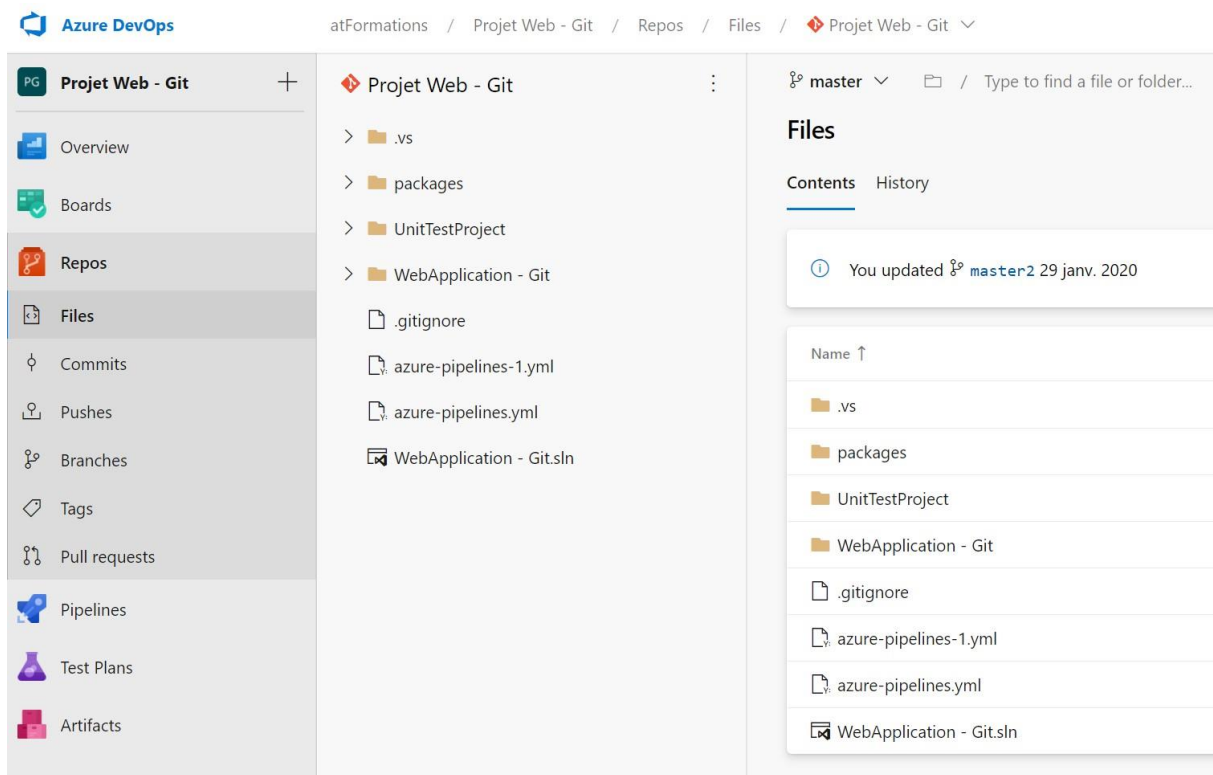 Azure DevOps
atFormations / Projet Web - Git / Repos / Files / Projet Web - Git
PG Projet Web - Git
Overview
Boards
Repos
Files
Commits
Pushes
Branches
Tags
Pull requests
Pipelines
Test Plans
Artifacts
Projet Web - Git
.vs
packages
UnitTestProject
WebApplication - Git
.gitignore
azure-pipelines-1.yml
azure-pipelines.yml
WebApplication - Git.sln
master / Type to find a file or folder...
Files
Contents History
You updated master2 29 janv. 2020
Name ↑
.vs
packages
UnitTestProject
WebApplication - Git
.gitignore
azure-pipelines-1.yml
azure-pipelines.yml
WebApplication - Git.sln